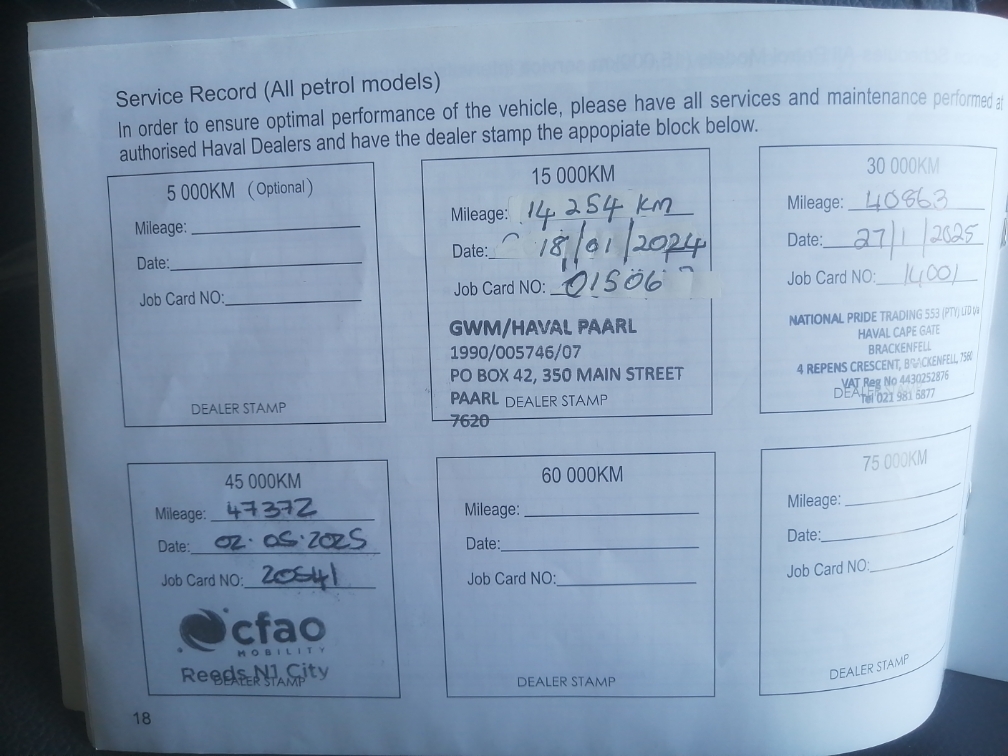 Service Record (All petrol models)
In order to ensure optimal performance of the vehicle, please have all services and maintenance performed at
authorised Haval Dealers and have the dealer stamp the appopiate block below.
5 000KM (Optional)
Mileage:
Date:
Job Card NO:
DEALER STAMP
15 000KM
Mileage: 14 254 KM
Date: 18/01/2024
Job Card NO: 01506
GWM/HAVAL PAARL
1990/005746/07
PO BOX 42, 350 MAIN STREET
PAARL DEALER STAMP
7620
30 000KM
Mileage: 40863
Date: 27/1/2025
Job Card NO: 14001
NATIONAL PRIDE TRADING 553 (PTY) LTD t/a
HAVAL CAPE GATE
BRACKENFELL
4 REPENS CRESCENT, BRACKENFELL, 7560
VAT Reg No 4430252876
DEALER STAMP
Tel 021 981 5877
45 000KM
Mileage: 47372
Date: 02.05.2025
Job Card NO: 20541
cfao
MOBILITY
Reeds N1 City
DEALER STAMP
60 000KM
Mileage:
Date:
Job Card NO:
DEALER STAMP
75 000KM
Mileage:
Date:
Job Card NO:
DEALER STAMP
18